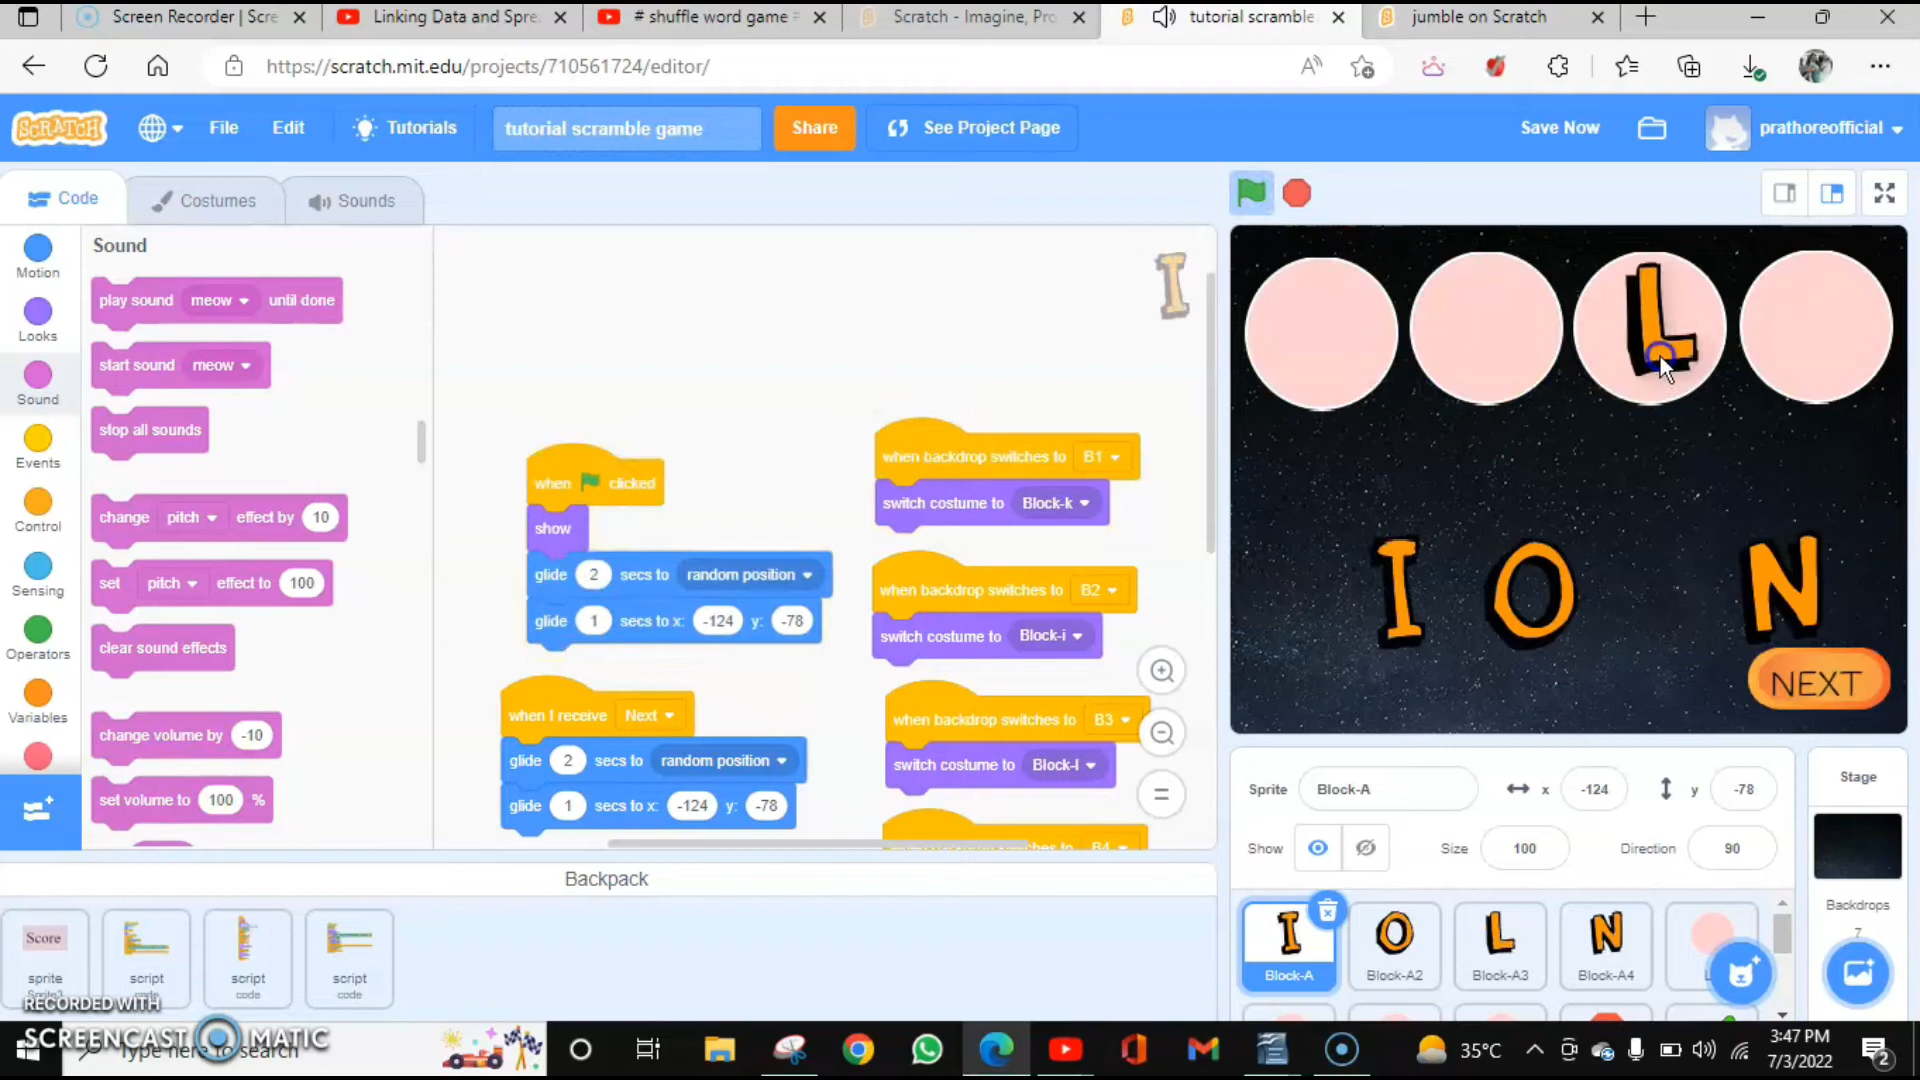 Screen Recorder | Scre
Linking Data and Spre
# shuffle word game
Scratch - Imagine, Pro
tutorial scramble
jumble on Scratch
https://scratch.mit.edu/projects/710561724/editor/
SCRATCH
File
Edit
Tutorials
tutorial scramble game
Share
See Project Page
Save Now
prathoreofficial
Code
Costumes
Sounds
Motion
Looks
Sound
Events
Control
Sensing
Operators
Variables
Sound
play sound meow until done
start sound meow
stop all sounds
change pitch effect by 10
set pitch effect to 100
clear sound effects
change volume by -10
set volume to 100 %
when clicked
show
glide 2 secs to random position
glide 1 secs to x: -124 y: -78
when I receive Next
glide 2 secs to random position
glide 1 secs to x: -124 y: -78
when backdrop switches to B1
switch costume to Block-k
when backdrop switches to B2
switch costume to Block-i
when backdrop switches to B3
switch costume to Block-l
I
L
I O N
NEXT
Sprite Block-A x -124 y -78
Show Size 100 Direction 90
I O L N
Block-A Block-A2 Block-A3 Block-A4
Stage
Backdrops
7
Backpack
Score
sprite script script script
code code code
RECORDED WITH
SCREENCAST MATIC
Type here to search
35°C
3:47 PM
7/3/2022
2